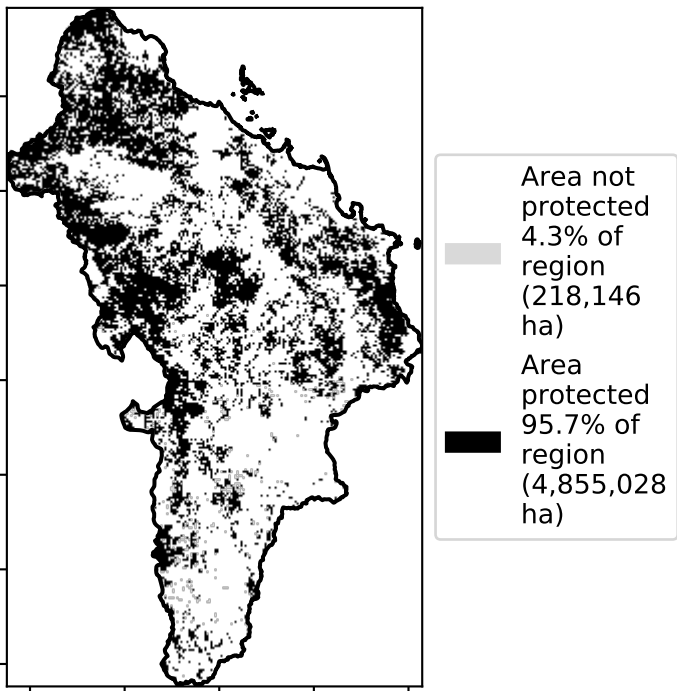 Area not
protected
4.3% of
region
(218,146
ha)
Area
protected
95.7% of
region
(4,855,028
ha)